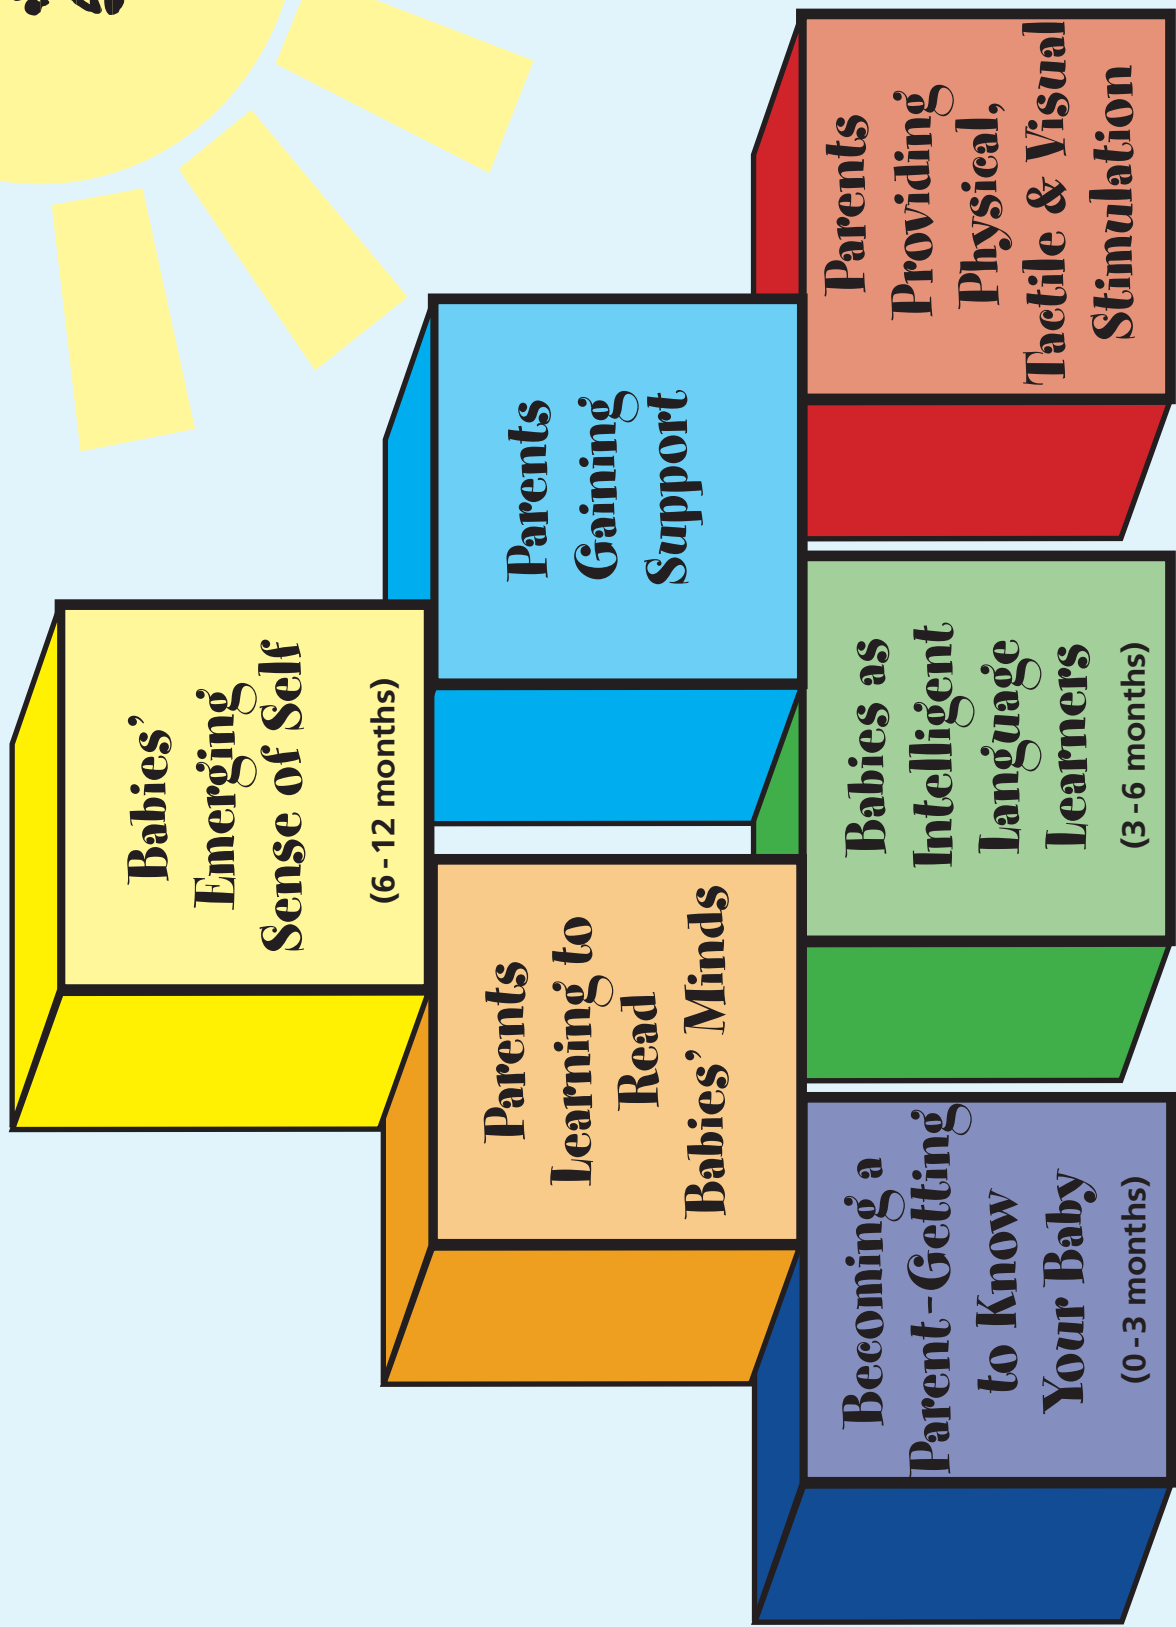 Babies’
Emerging
Sense of Self
(6-12 months)
Parents
Learning to
Read
Babies’ Minds
Parents
Gaining
Support
Becoming a
Parent-Getting
to Know
Your Baby
(0-3 months)
Babies as
Intelligent
Language
Learners
(3-6 months)
Parents
Providing
Physical,
Tactile & Visual
Stimulation